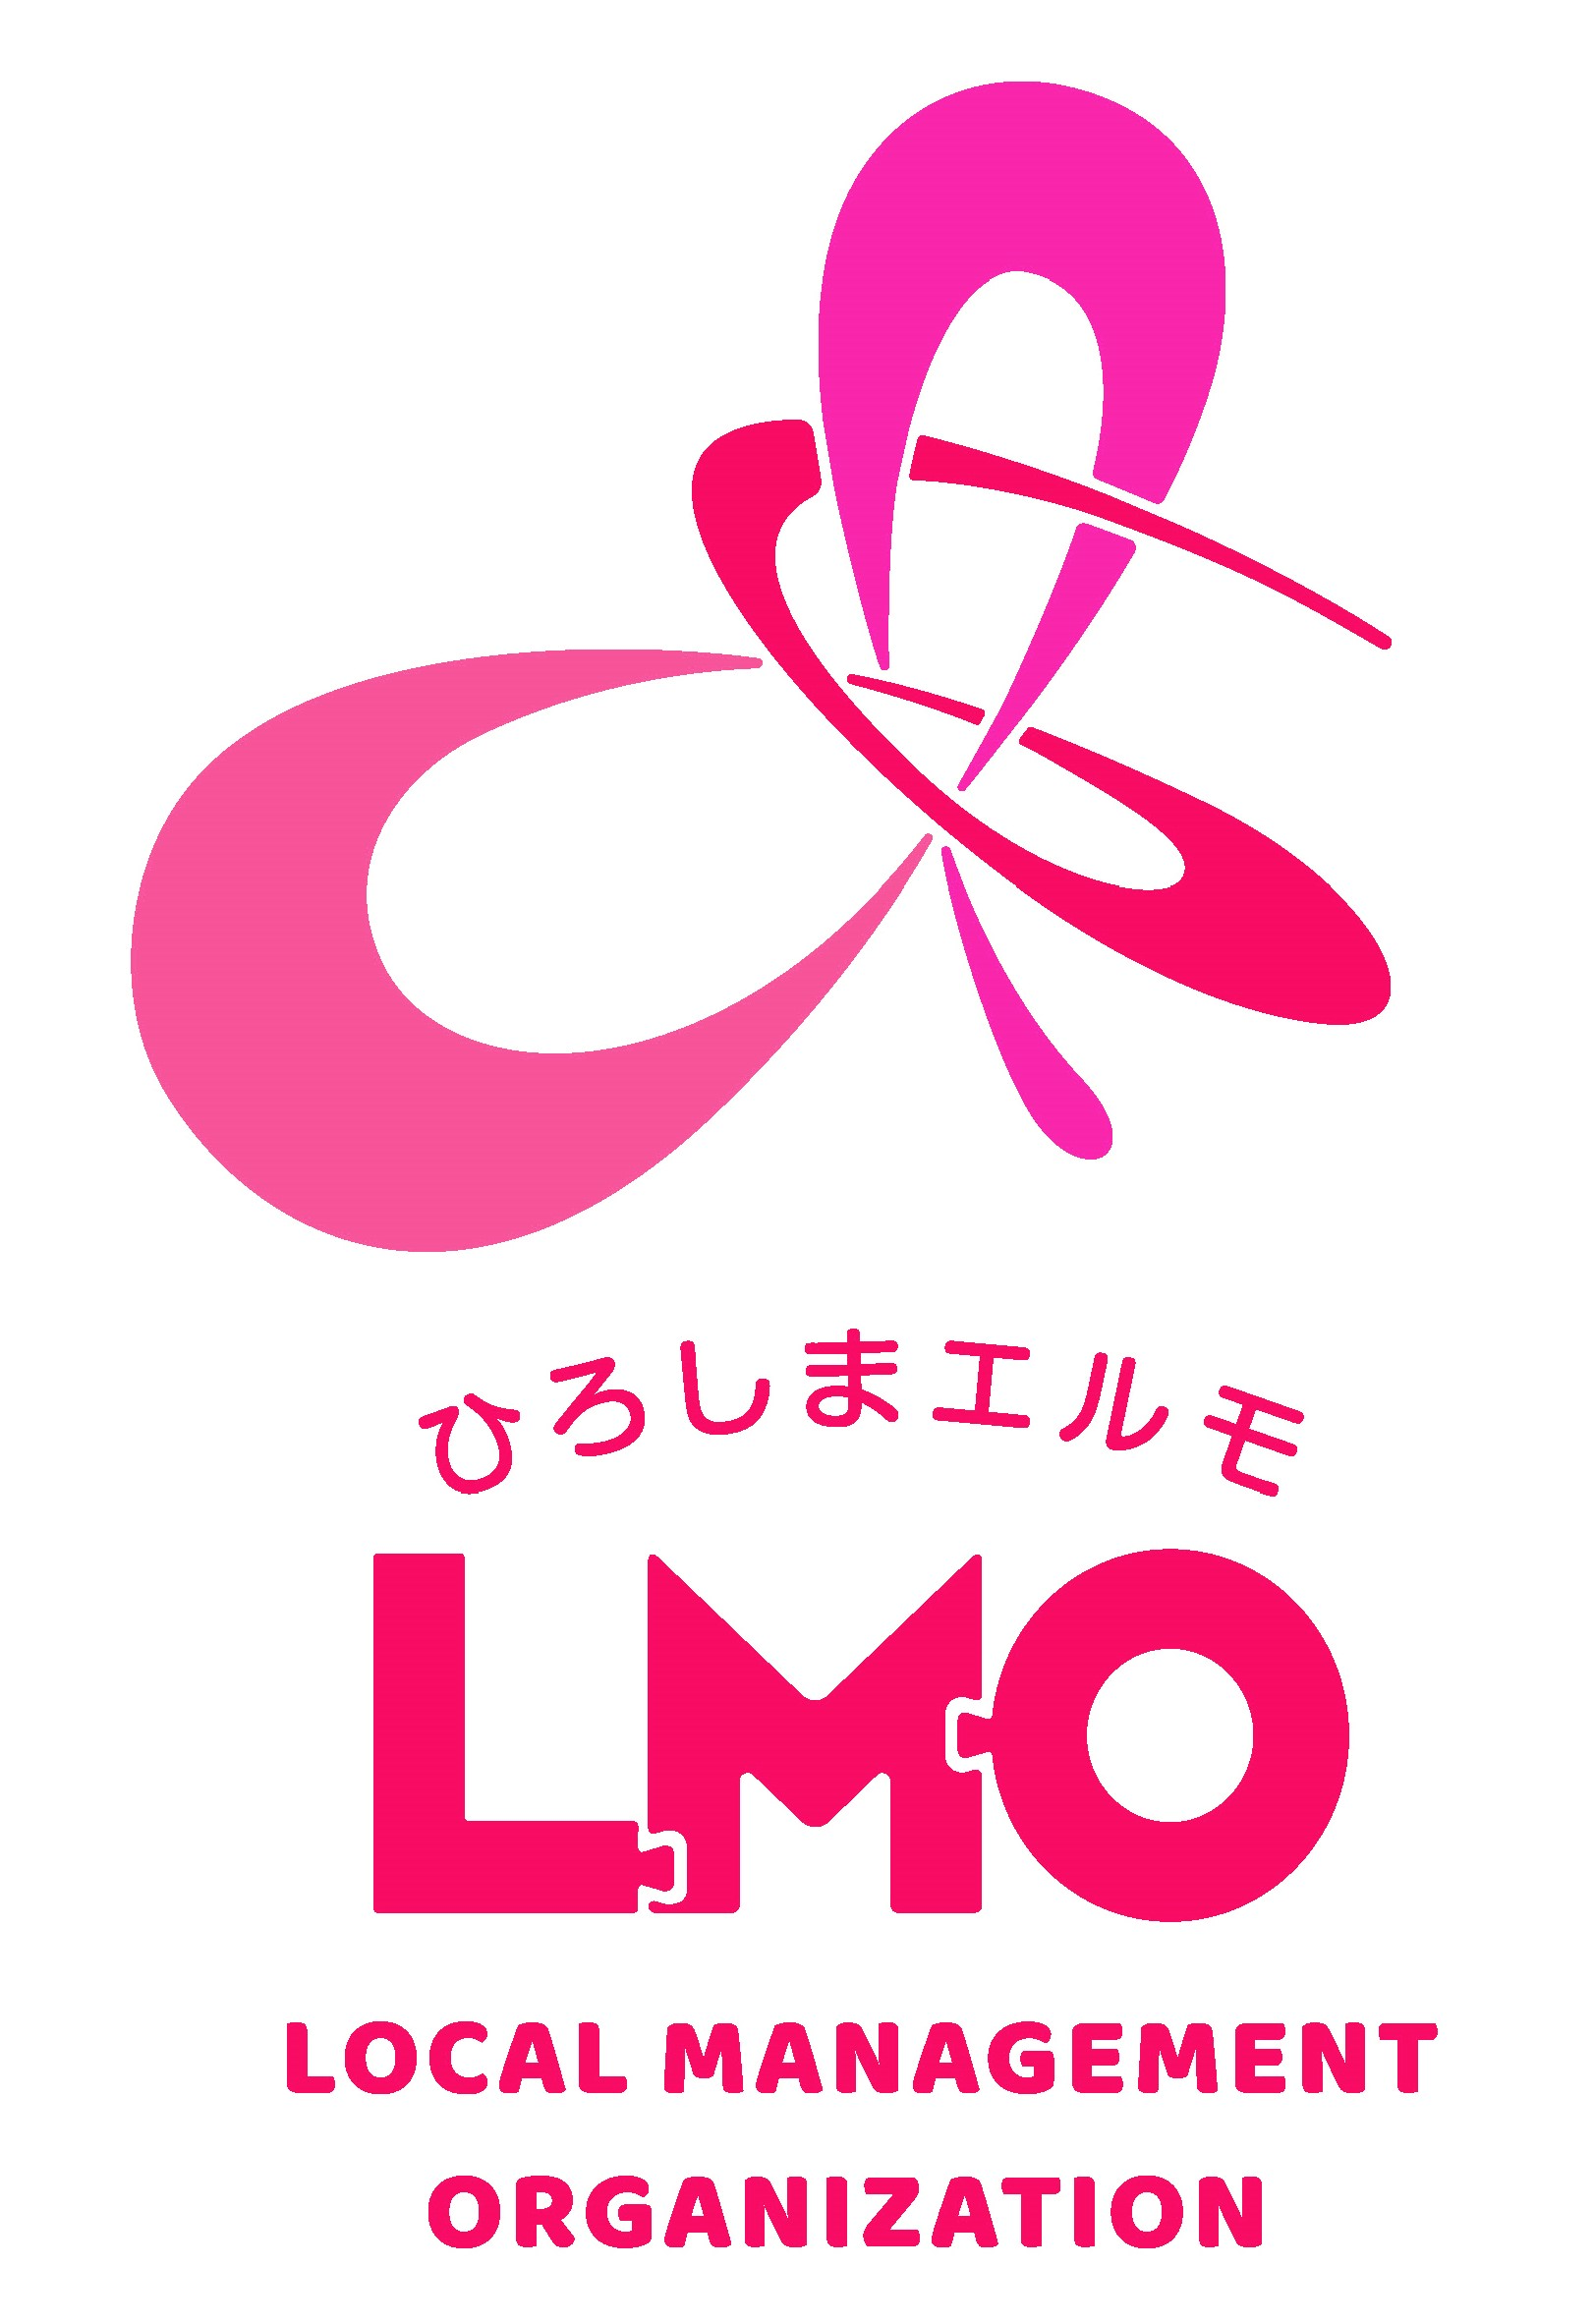 ひろしまエルモ
LMO
LOCAL MANAGEMENT
ORGANIZATION